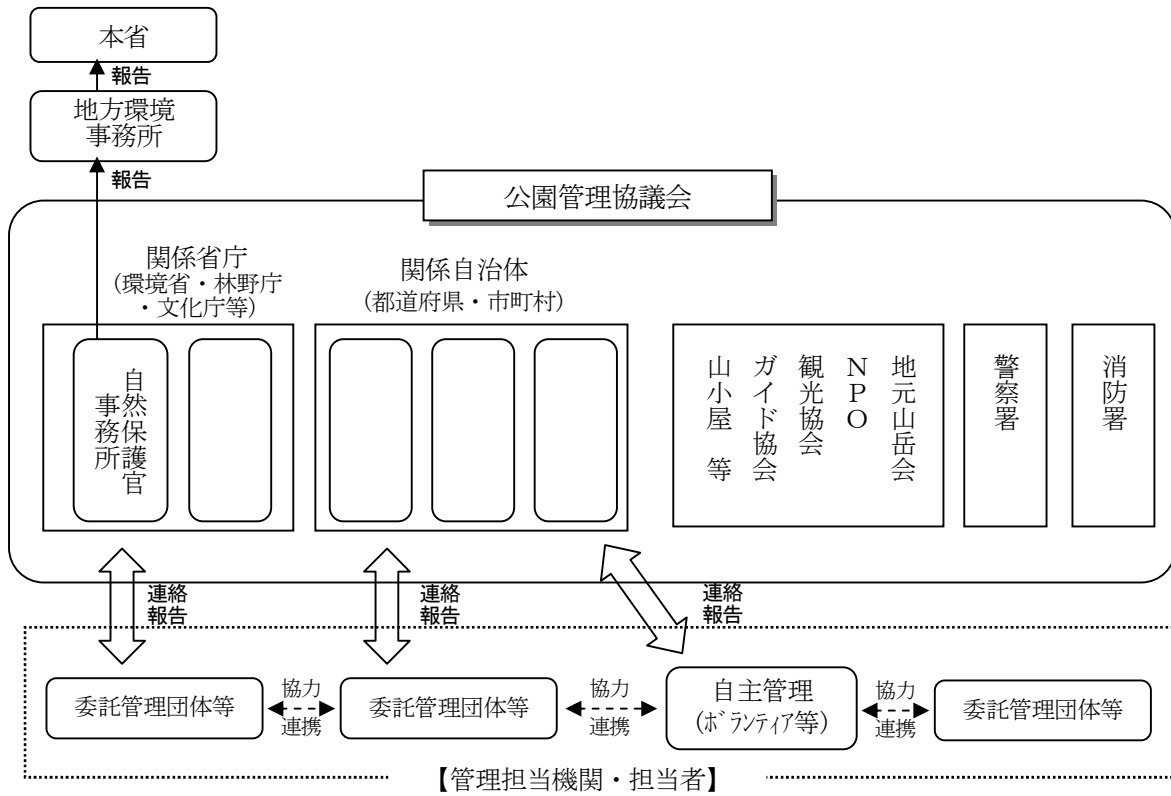 本省
報告
地方環境
事務所
報告
公園管理協議会
関係省庁
(環境省・林野庁
・文化庁等)
関係自治体
(都道府県・市町村)
自然保護官
事務所
地元山岳会
NPO
観光協会
ガイド協会
山小屋 等
警察署
消防署
連絡
報告
連絡
報告
連絡
報告
委託管理団体等
協力
連携
委託管理団体等
協力
連携
自主管理
(ﾎﾞﾗﾝﾃｨｱ等)
協力
連携
委託管理団体等
【管理担当機関・担当者】